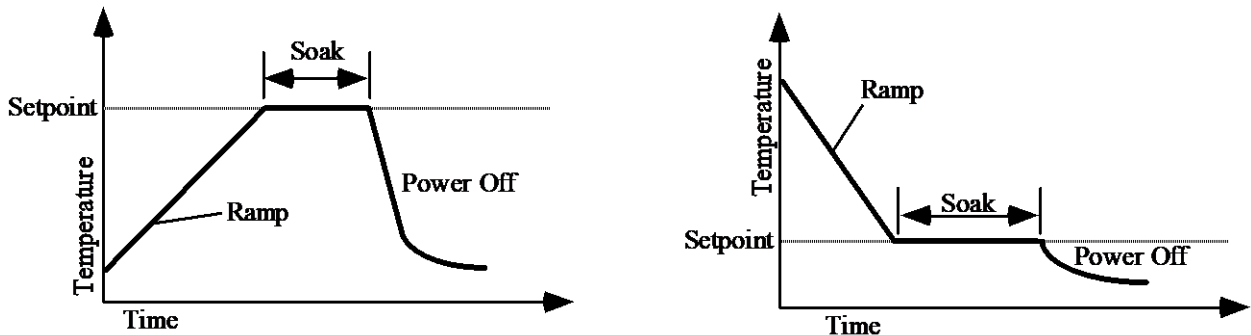 Soak
Setpoint
Ramp
Power Off
Temperature
Time
Temperature
Ramp
Soak
Setpoint
Power Off
Time